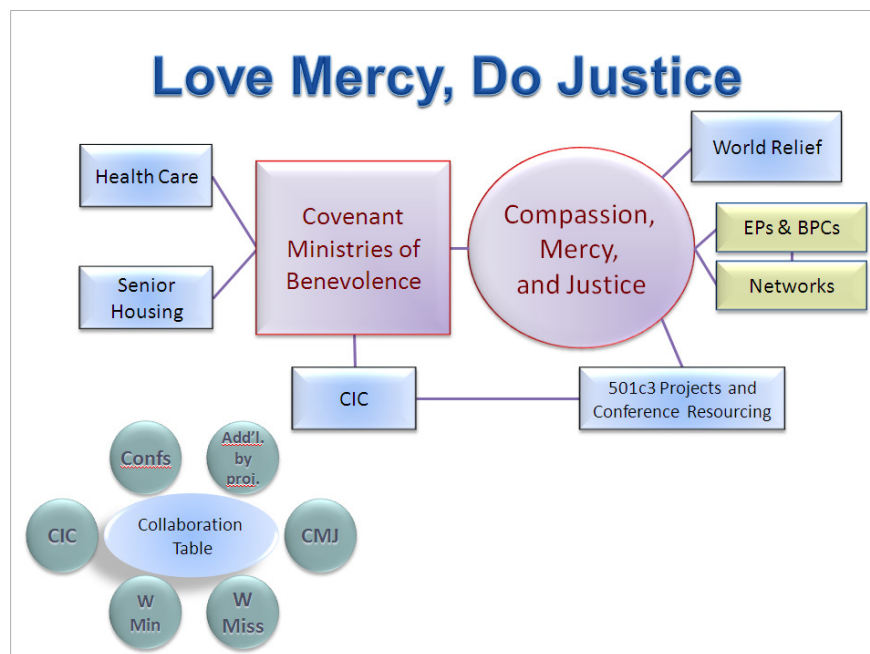 Love Mercy, Do Justice
Health Care
Senior
Housing
Covenant
Ministries of
Benevolence
Compassion,
Mercy,
and Justice
World Relief
EPs & BPCs
Networks
CIC
501c3 Projects and
Conference Resourcing
Confs
Add'l.
by
proj.
CIC
Collaboration
Table
CMJ
W
Min
W
Miss